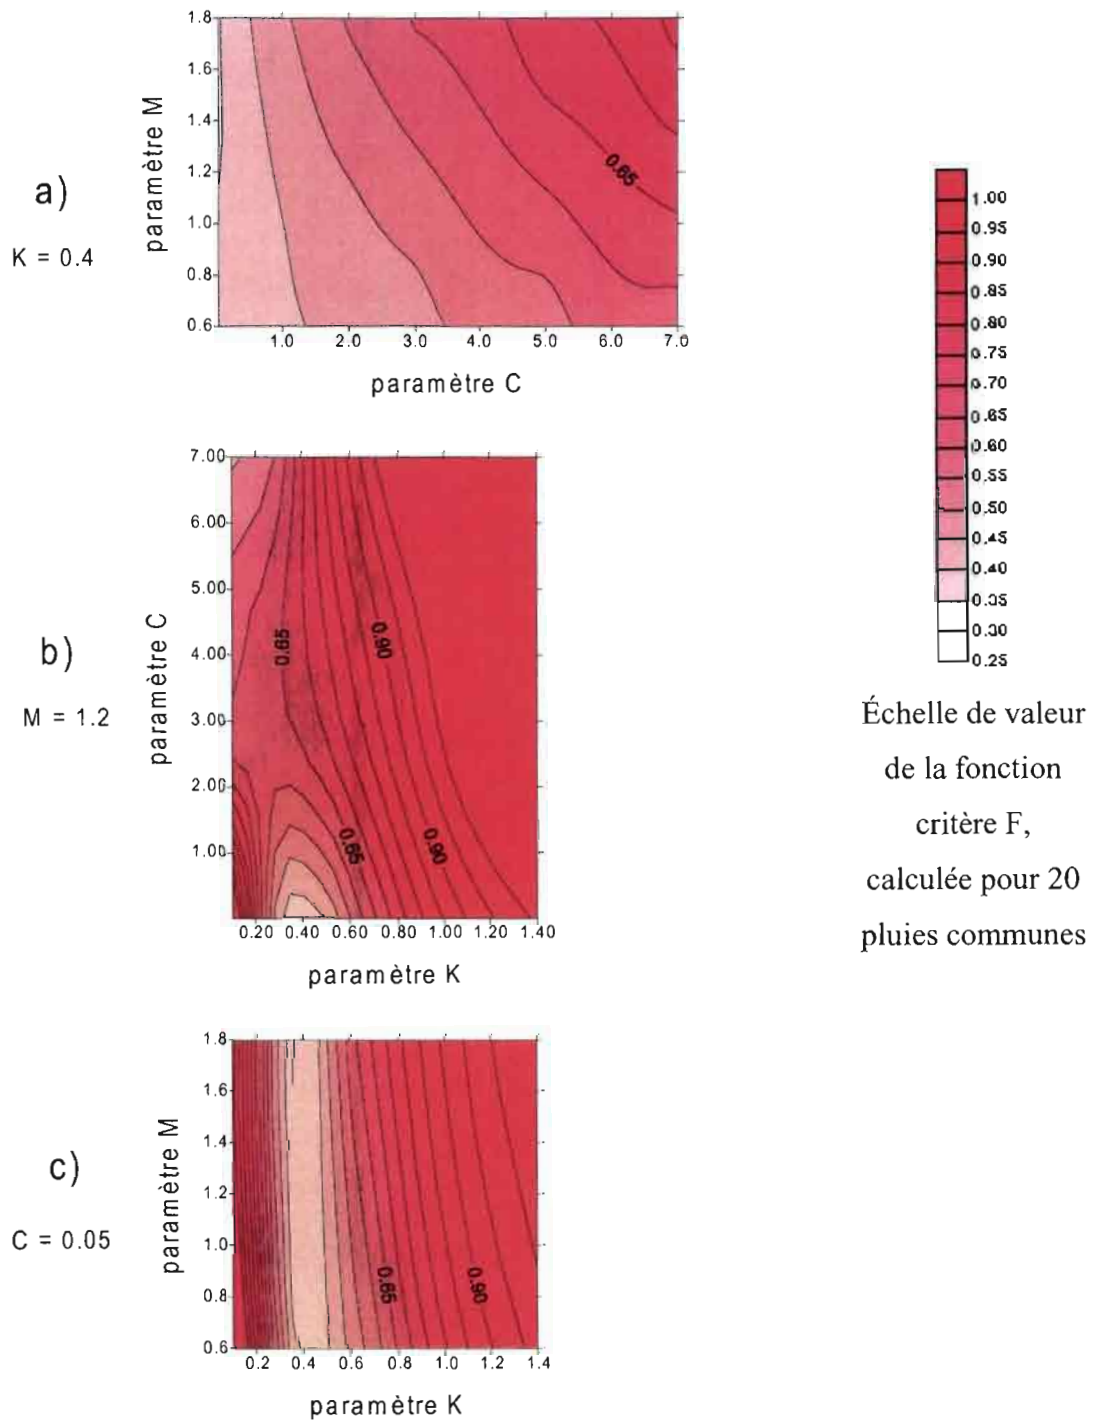 1.8
1.6
1.4
1.2
1.0
0.8
0.6
paramètre M
a)
K = 0.4
0.65
1.0 2.0 3.0 4.0 5.0 6.0 7.0
paramètre C
7.00
6.00
5.00
4.00
3.00
2.00
1.00
paramètre C
b)
M = 1.2
0.65
0.90
0.65
0.90
0.20 0.40 0.60 0.80 1.00 1.20 1.40
paramètre K
1.8
1.6
1.4
1.2
1.0
0.8
0.6
paramètre M
c)
C = 0.05
0.65
0.90
0.2 0.4 0.6 0.8 1.0 1.2 1.4
paramètre K
1.00
0.95
0.90
0.85
0.80
0.75
0.70
0.65
0.60
0.55
0.50
0.45
0.40
0.35
0.30
0.25
Échelle de valeur
de la fonction
critère F,
calculée pour 20
pluies communes